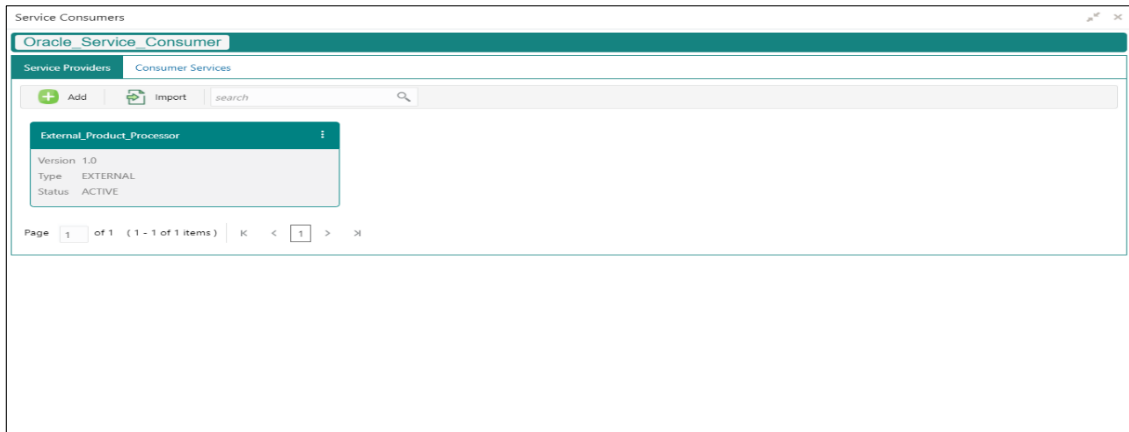 Service Consumers
Oracle_Service_Consumer
Service Providers Consumer Services
Add Import search
External_Product_Processor
Version 1.0
Type EXTERNAL
Status ACTIVE
Page 1 of 1 (1 - 1 of 1 items) 1